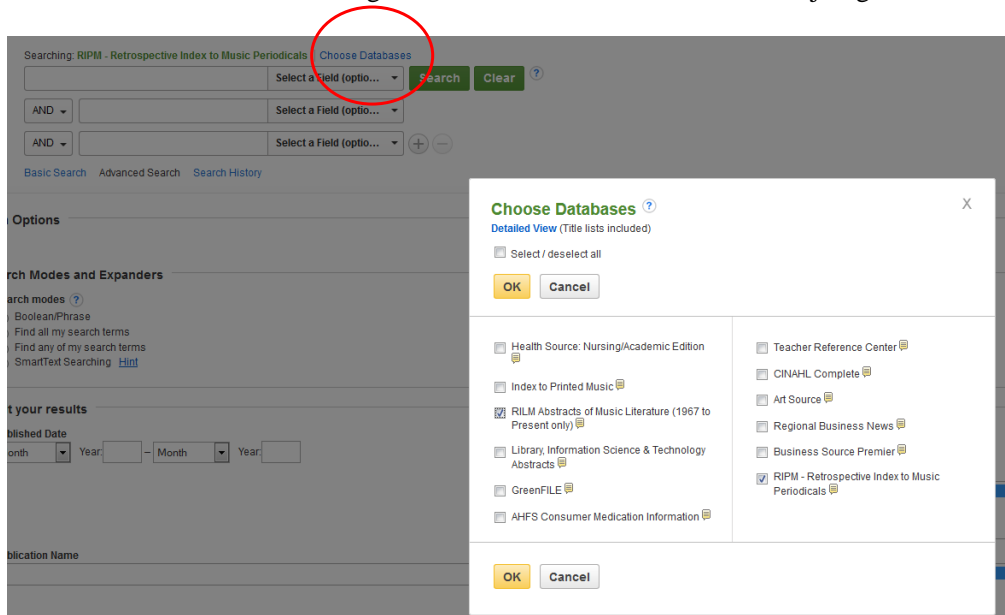 Searching: RIPM - Retrospective Index to Music Periodicals Choose Databases
Select a Field (optio... Search Clear ?
AND Select a Field (optio...
AND Select a Field (optio...
Basic Search Advanced Search Search History
Options
rch Modes and Expanders
arch modes ?
Boolean/Phrase
Find all my search terms
Find any of my search terms
SmartText Searching Hint
t your results
blished Date
onth Year: – Month Year:
blication Name
Choose Databases ? X
Detailed View (Title lists included)
Select / deselect all
OK Cancel
Health Source: Nursing/Academic Edition
Index to Printed Music
RILM Abstracts of Music Literature (1967 to
Present only)
Library, Information Science & Technology
Abstracts
GreenFILE
AHFS Consumer Medication Information
Teacher Reference Center
CINAHL Complete
Art Source
Regional Business News
Business Source Premier
RIPM - Retrospective Index to Music
Periodicals
OK Cancel